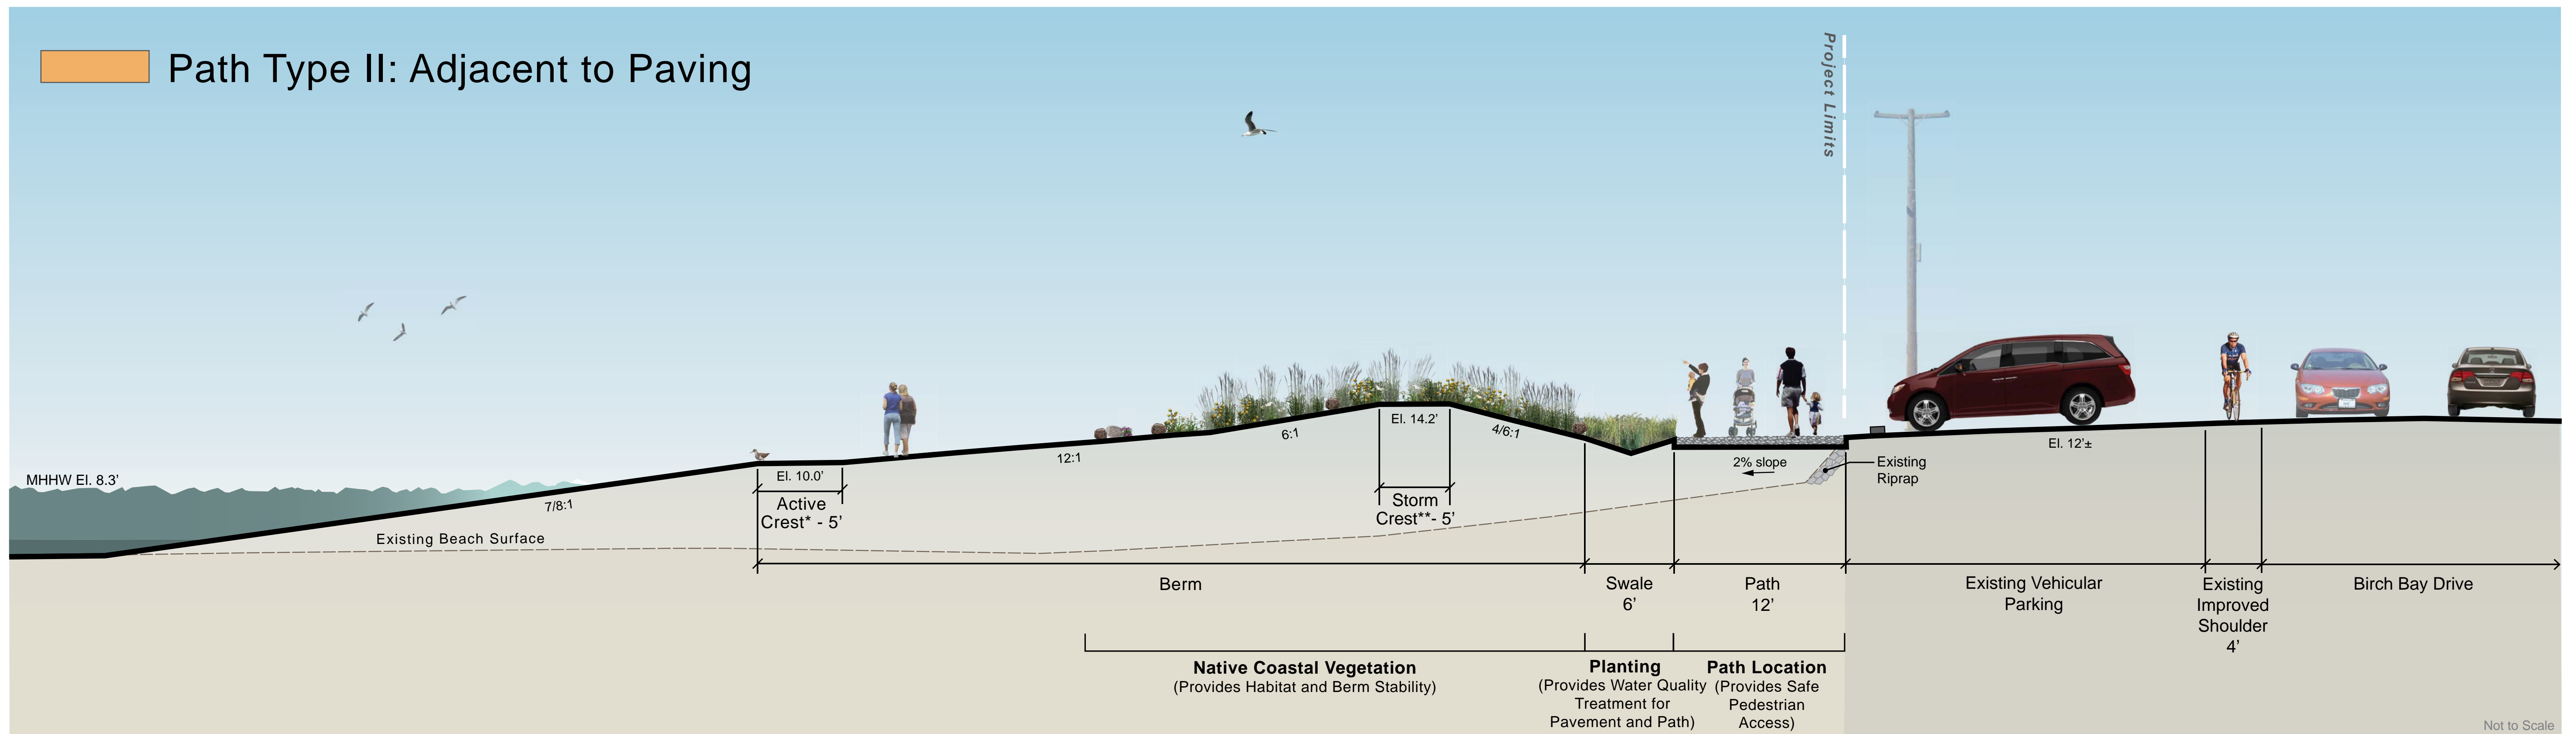 Path Type II: Adjacent to Paving
Project Limits
MHHW El. 8.3’
7/8:1
Existing Beach Surface
El. 10.0’
Active
Crest* - 5’
12:1
6:1
El. 14.2’
Storm
Crest**- 5’
4/6:1
2% slope
Existing
Riprap
El. 12’±
Berm
Swale
6’
Path
12’
Existing Vehicular
Parking
Existing
Improved
Shoulder
4’
Birch Bay Drive
Native Coastal Vegetation
(Provides Habitat and Berm Stability)
Planting
(Provides Water Quality
Treatment for
Pavement and Path)
Path Location
(Provides Safe
Pedestrian
Access)
Not to Scale